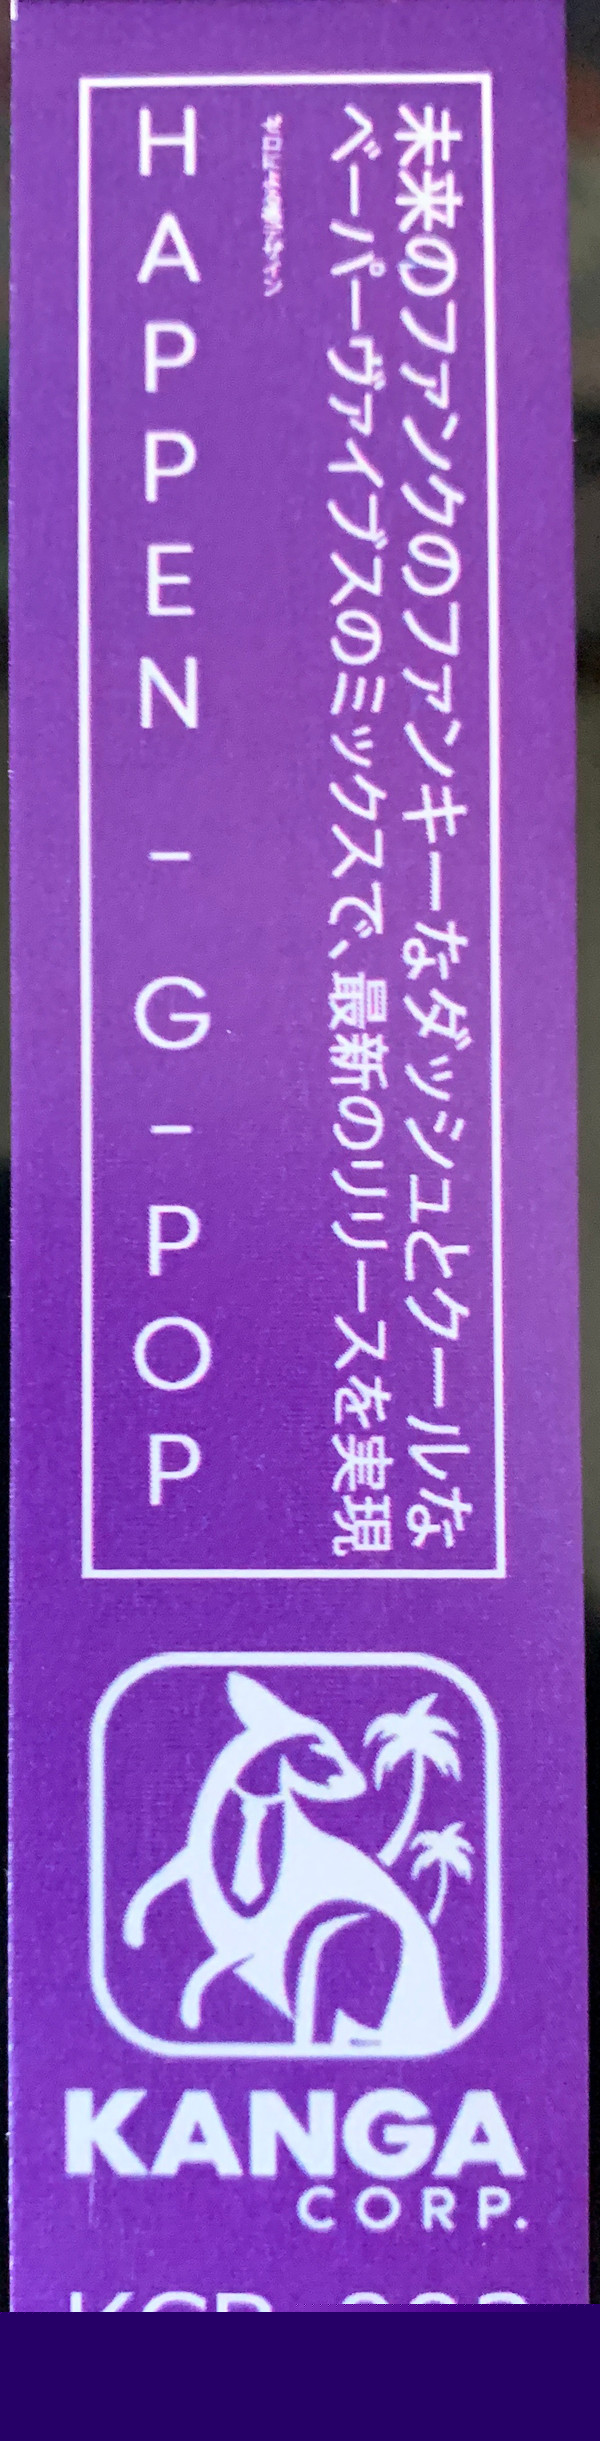 未来のファンクのファンキーなダッシュとクールな
ベーパーヴァイブスのミックスで、最新のリリースを実現
HAPPEN-G-POP
KANGA
CORP.